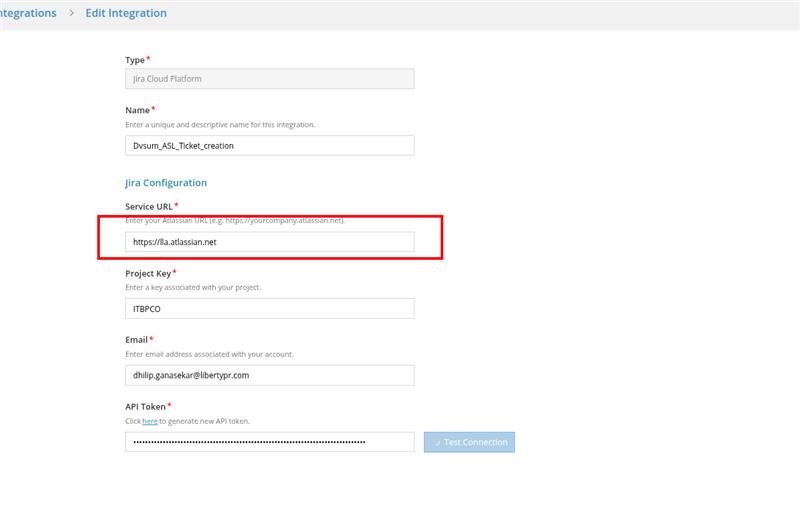 ntegrations > Edit Integration
Type*
Jira Cloud Platform
Name*
Enter a unique and descriptive name for this integration.
Dvsum_ASL_Ticket_creation
Jira Configuration
Service URL*
Enter your Atlassian URL (e.g. https://yourcompany.atlassian.net).
https://lla.atlassian.net
Project Key*
Enter a key associated with your project.
ITBPCO
Email*
Enter email address associated with your account.
dhilip.ganasekar@libertypr.com
API Token*
Click here to generate new API token.
Test Connection